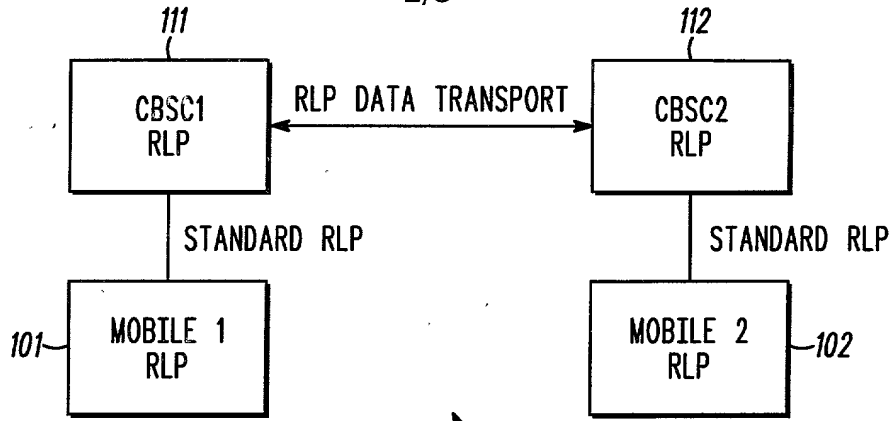 111
112
CBSC1
RLP
RLP DATA TRANSPORT
CBSC2
RLP
STANDARD RLP
STANDARD RLP
101
MOBILE 1
RLP
MOBILE 2
RLP
102